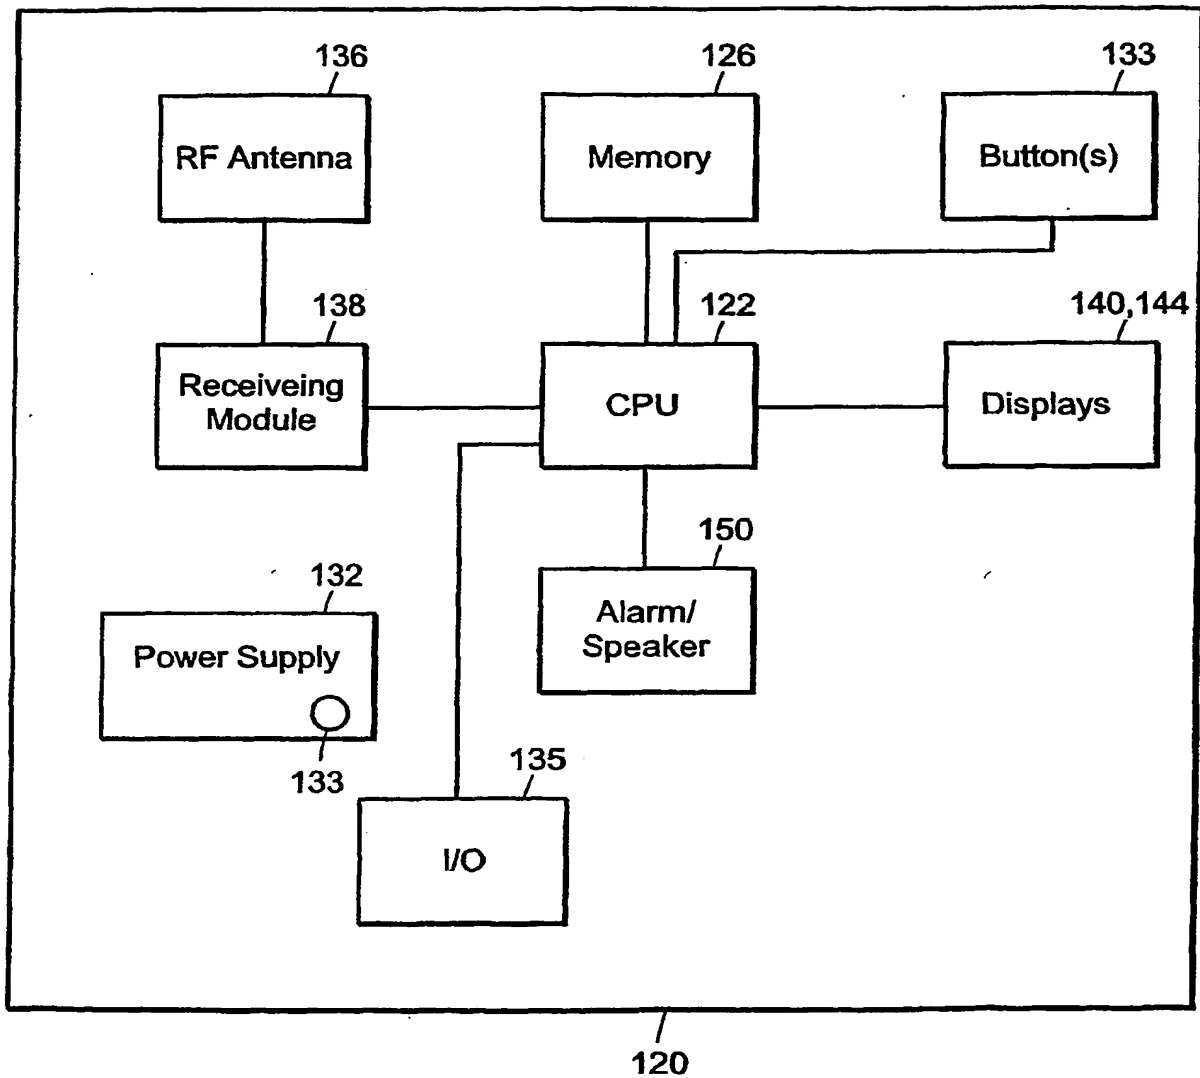 136
126
133
RF Antenna
Memory
Button(s)
138
122
140,144
Receiveing
Module
CPU
Displays
150
132
Alarm/
Speaker
Power Supply
133
135
I/O
120